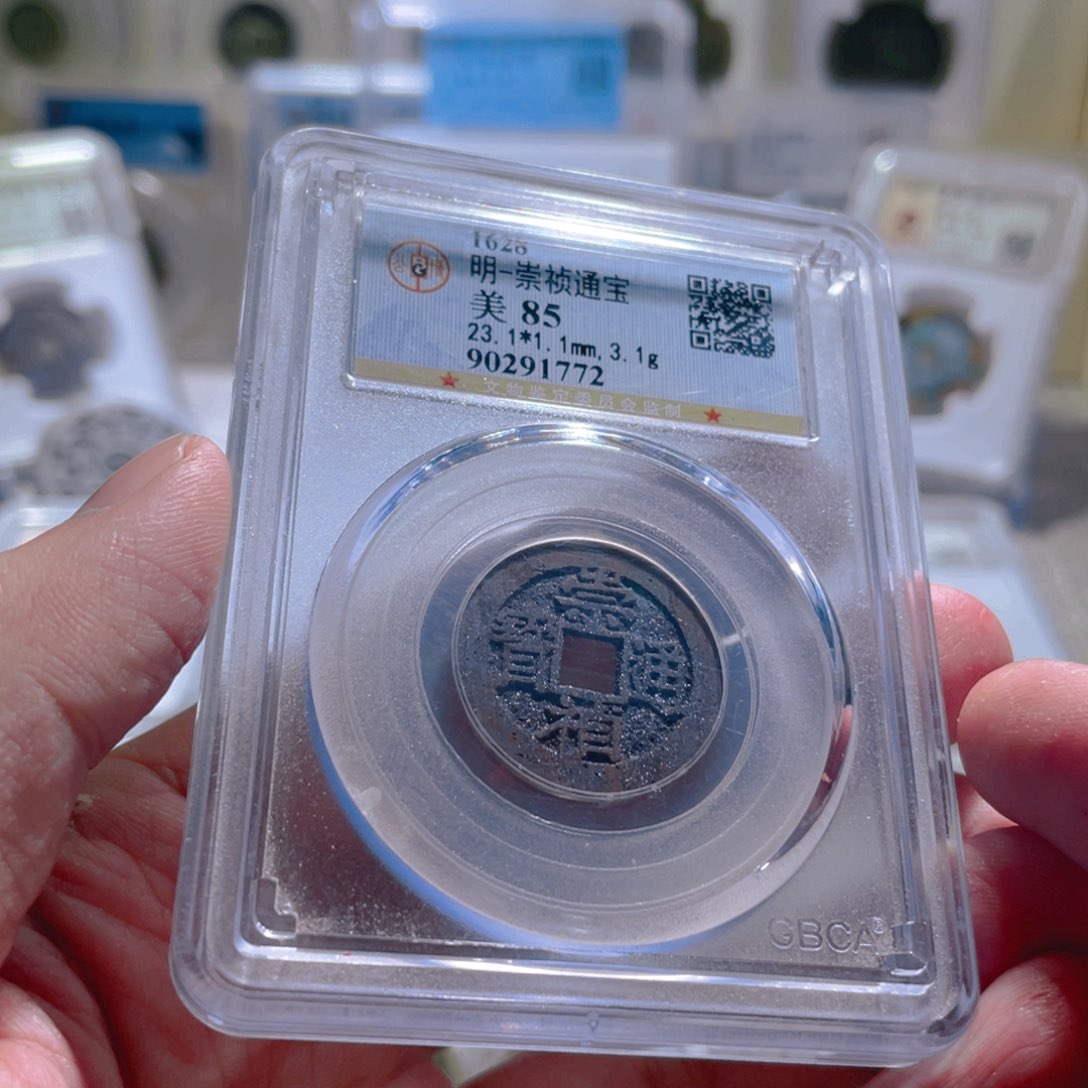 1628
明-崇祯通宝
美 85
23.1*1.1mm,3.1g
90291772
文物鉴定委员会监制
崇禎通寶
GBCA®